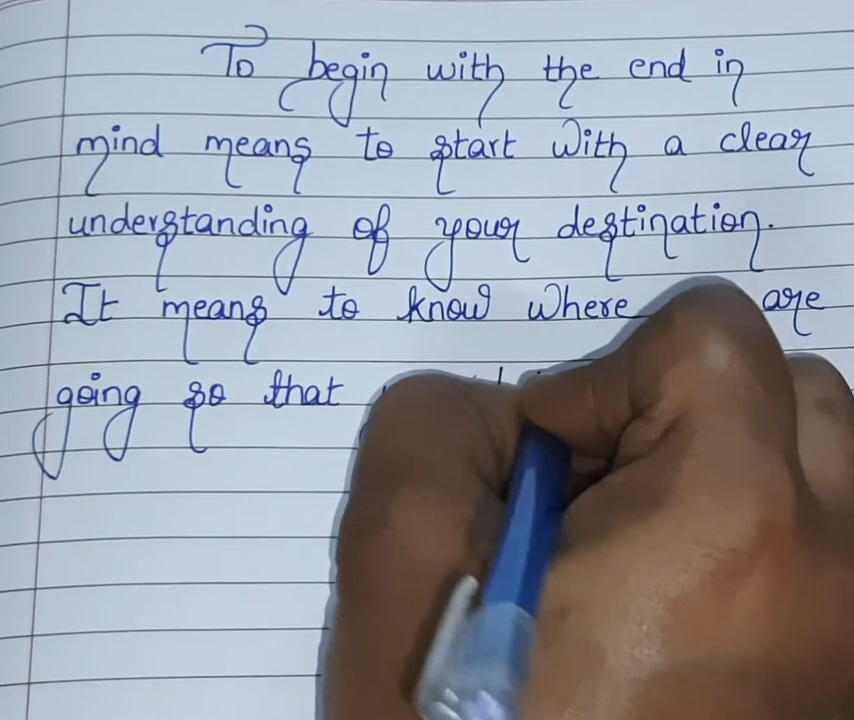 To begin with the end in
mind means to start with a clear
understanding of your destination.
It means to know where are
going so that